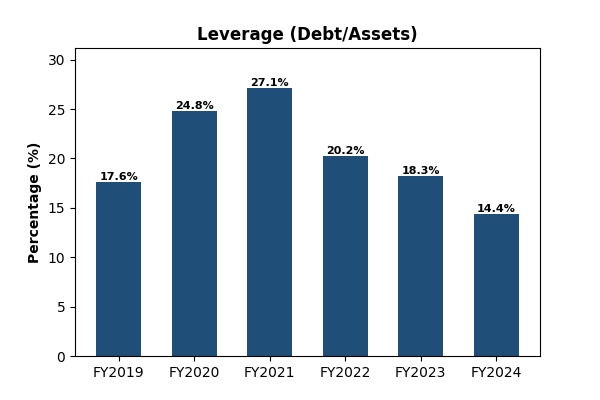 Leverage (Debt/Assets)
Percentage (%)
30
25
20
15
10
5
0
17.6%
24.8%
27.1%
20.2%
18.3%
14.4%
FY2019
FY2020
FY2021
FY2022
FY2023
FY2024